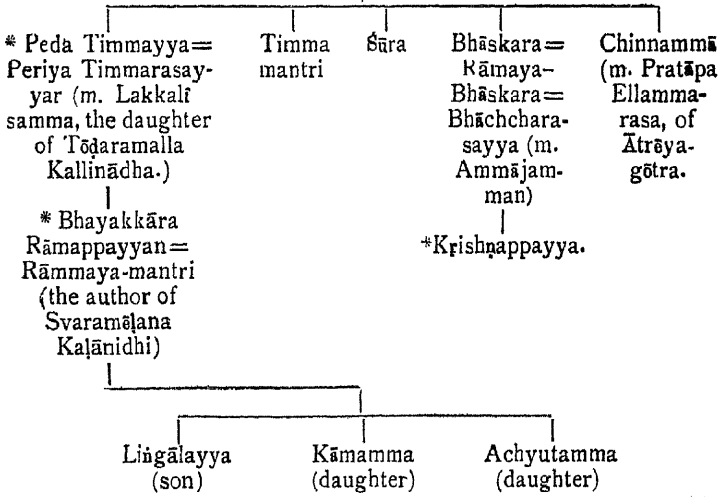 * Peda Timmayya=
Periya Timmarasay-
yar (m. Lakkalī
samma, the daughter
of Tōḍaramalla
Kallinādha.)
Timma
mantri
Śūra
Bhāskara=
Rāmaya-
Bhāskara=
Bhāchchara-
sayya (m.
Ammājam-
man)
Chinnammā
(m. Pratāpa
Ellamma-
rasa, of
Ātrēya-
gōtra.
* Bhayakkāra
Rāmappayyan=
Rāmmaya-mantri
(the author of
Svaramēḷana
Kaḷānidhi)
*Kṛishṇappayya.
Liṅgālayya
(son)
Kāmamma
(daughter)
Achyutamma
(daughter)